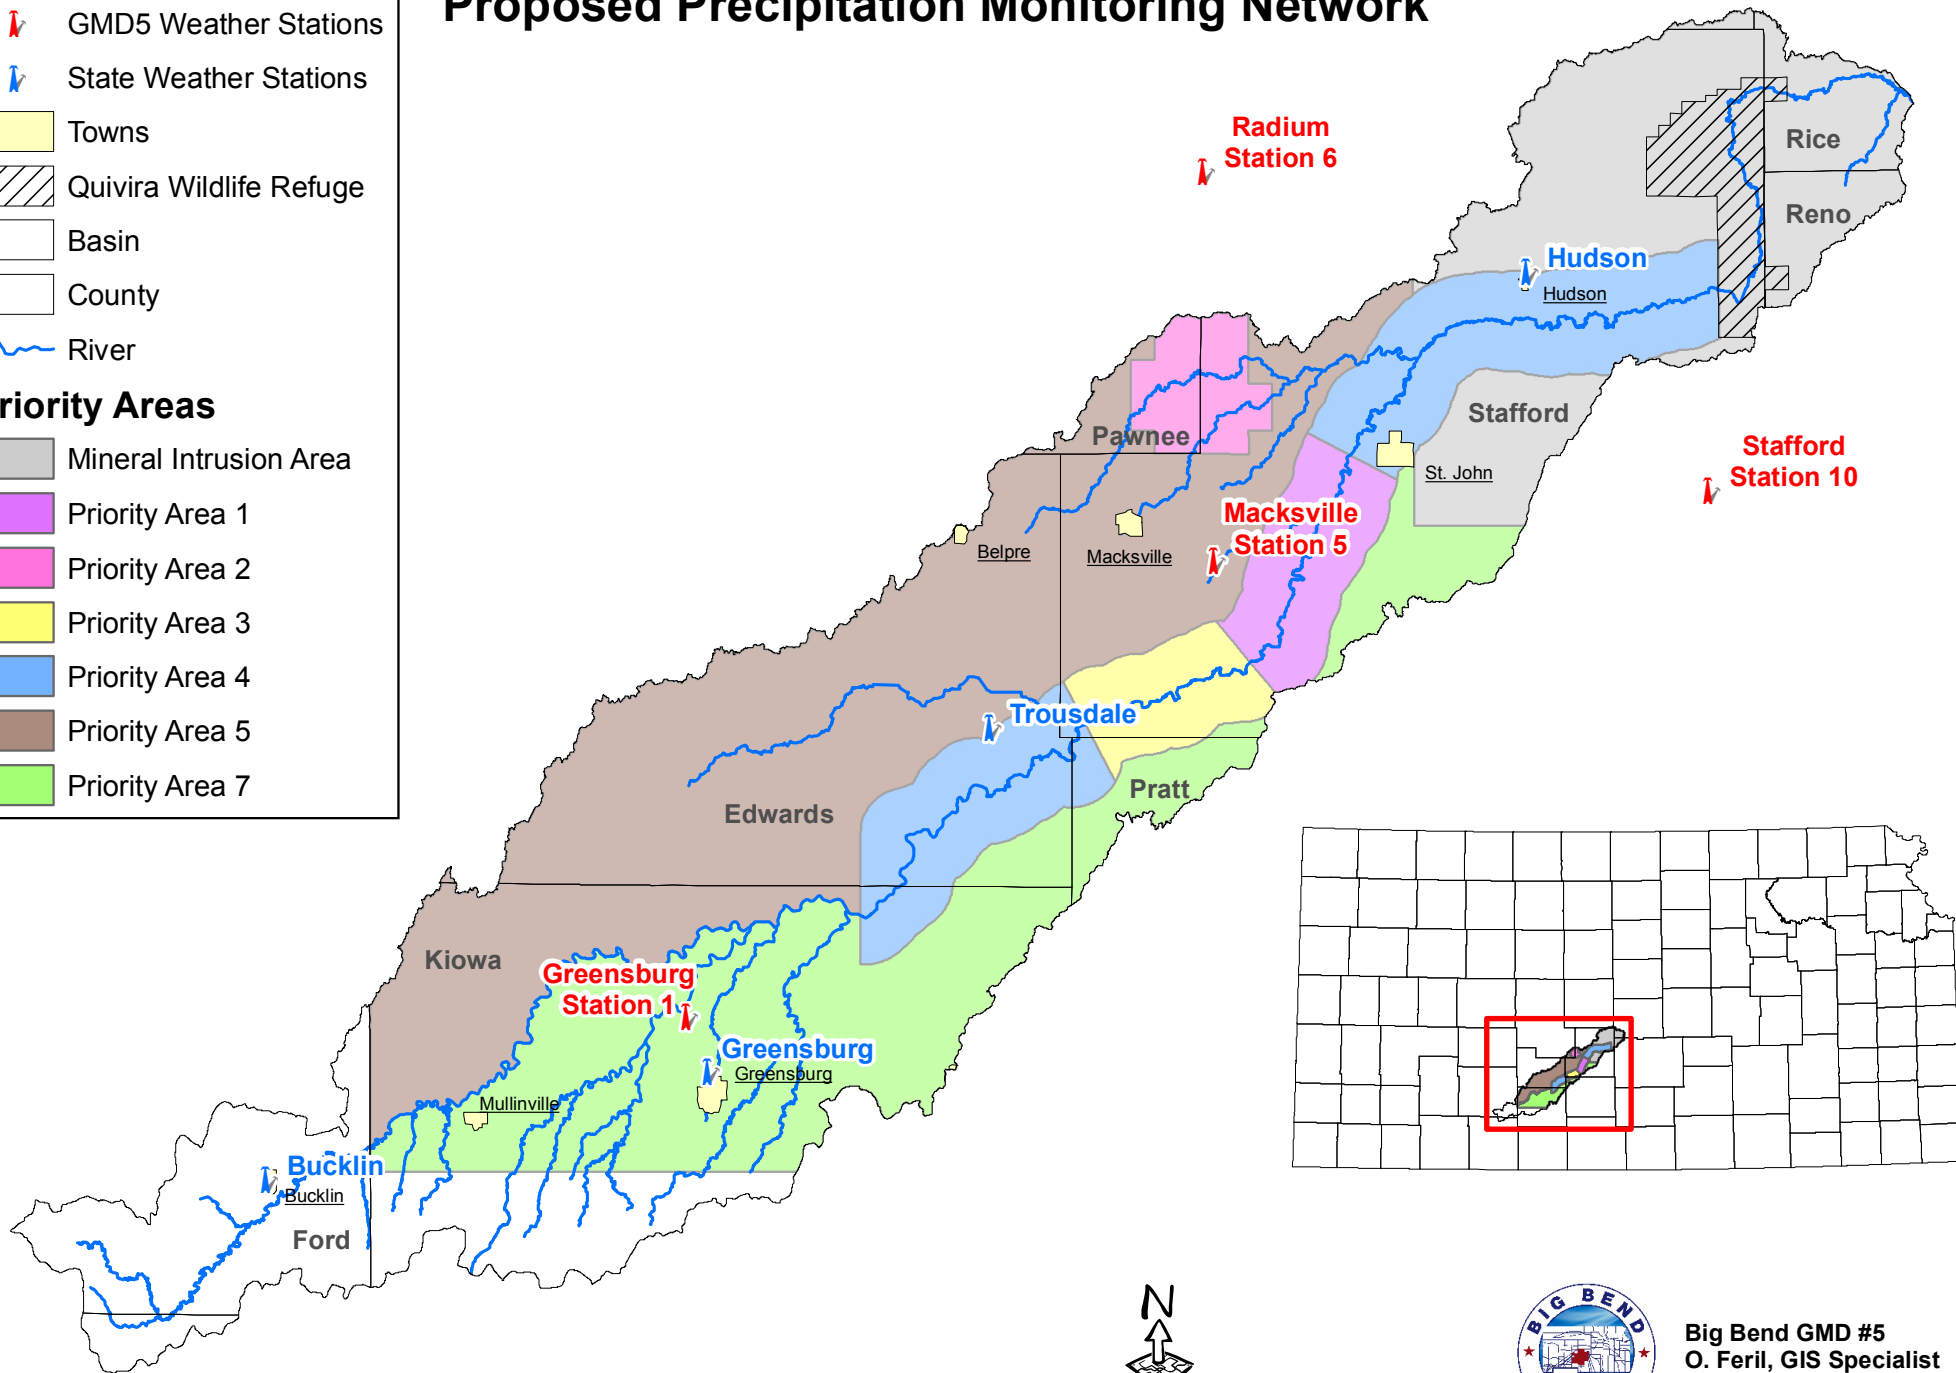 Proposed Precipitation Monitoring Network
GMD5 Weather Stations
State Weather Stations
Towns
Quivira Wildlife Refuge
Basin
County
River
riority Areas
Mineral Intrusion Area
Priority Area 1
Priority Area 2
Priority Area 3
Priority Area 4
Priority Area 5
Priority Area 7
Radium
Station 6
Rice
Reno
Hudson
Hudson
Stafford
Pawnee
Stafford
Station 10
St. John
Macksville
Station 5
Belpre
Macksville
Trousdale
Pratt
Edwards
Kiowa
Greensburg
Station 1
Greensburg
Greensburg
Mullinville
Bucklin
Bucklin
Ford
N
BIG BEND
Big Bend GMD #5
O. Feril, GIS Specialist